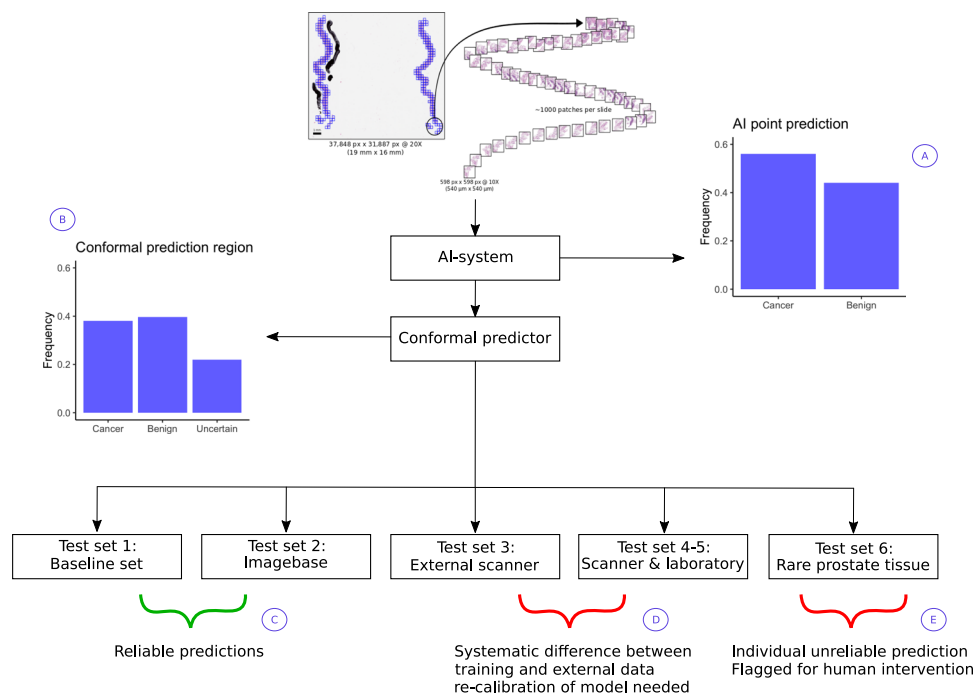 1 mm
37,848 px x 31,887 px @ 20X
(19 mm x 16 mm)
~1000 patches per slide
598 px x 598 px @ 10X
(540 µm x 540 µm)
AI point prediction
A
Frequency
0.6
0.4
0.2
0.0
Cancer
Benign
B
Conformal prediction region
Frequency
0.6
0.4
0.2
0.0
Cancer
Benign
Uncertain
AI-system
Conformal predictor
Test set 1:
Baseline set
Test set 2:
Imagebase
Test set 3:
External scanner
Test set 4-5:
Scanner & laboratory
Test set 6:
Rare prostate tissue
C
Reliable predictions
D
Systematic difference between
training and external data
re-calibration of model needed
E
Individual unreliable prediction
Flagged for human intervention